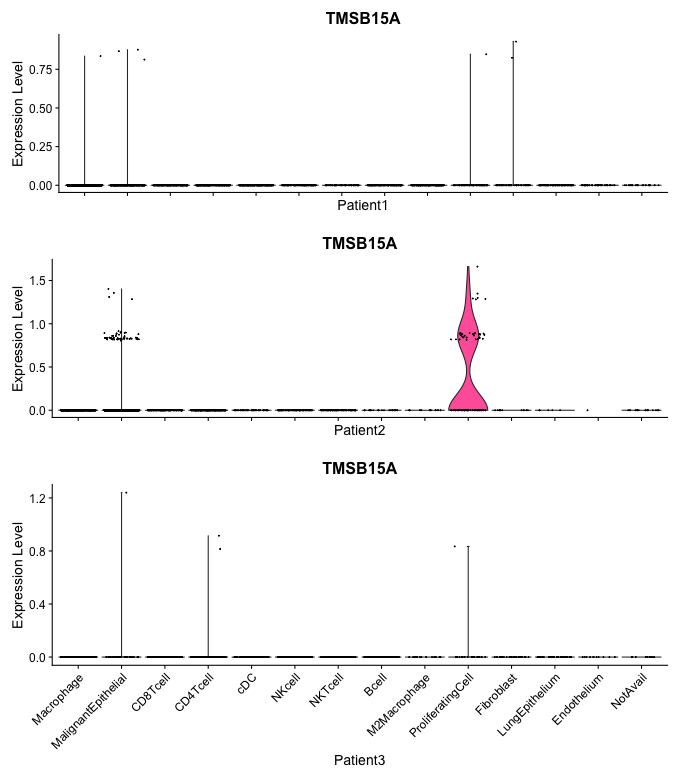 TMSB15A
Expression Level
0.75
0.50
0.25
0.00
Patient1
TMSB15A
Expression Level
1.5
1.0
0.5
0.0
Patient2
TMSB15A
Expression Level
1.2
0.8
0.4
0.0
Macrophage
MalignantEpithelial
CD8Tcell
CD4Tcell
cDC
NKcell
NKTcell
Bcell
M2Macrophage
ProliferatingCell
Fibroblast
LungEpithelium
Endothelium
NotAvail
Patient3